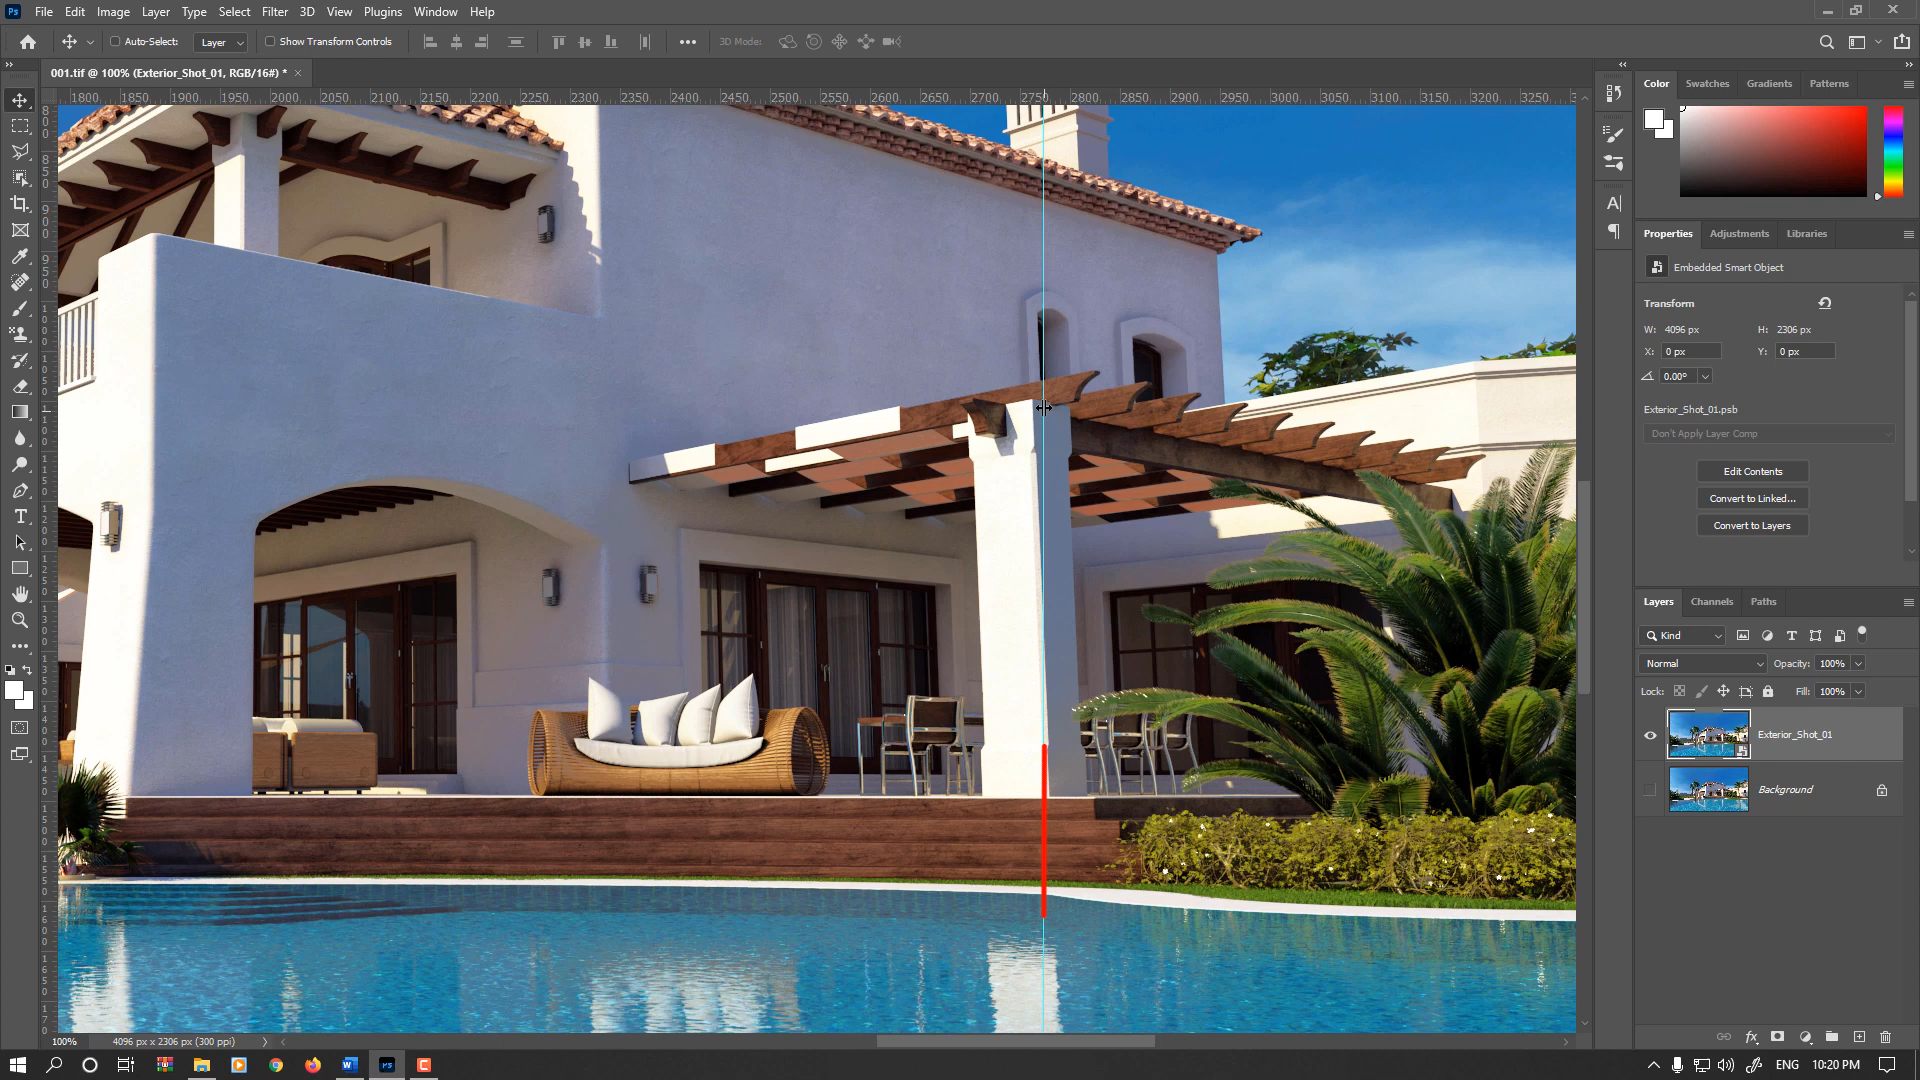 Ps File Edit Image Layer Type Select Filter 3D View Plugins Window Help
Auto-Select: Layer Show Transform Controls 3D Mode:
001.tif @ 100% (Exterior_Shot_01, RGB/16#) *
1800 1850 1900 1950 2000 2050 2100 2150 2200 2250 2300 2350 2400 2450 2500 2550 2600 2650 2700 2750 2800 2850 2900 2950 3000 3050 3100 3150 3200 3250
Color Swatches Gradients Patterns
Properties Adjustments Libraries
Embedded Smart Object
Transform
W: 4096 px H: 2306 px
X: 0 px Y: 0 px
0.00°
Exterior_Shot_01.psb
Don't Apply Layer Comp
Edit Contents
Convert to Linked...
Convert to Layers
Layers Channels Paths
Kind
Normal Opacity: 100%
Lock: Fill: 100%
Exterior_Shot_01
Background
100% 4096 px x 2306 px (300 ppi)
ENG 10:20 PM